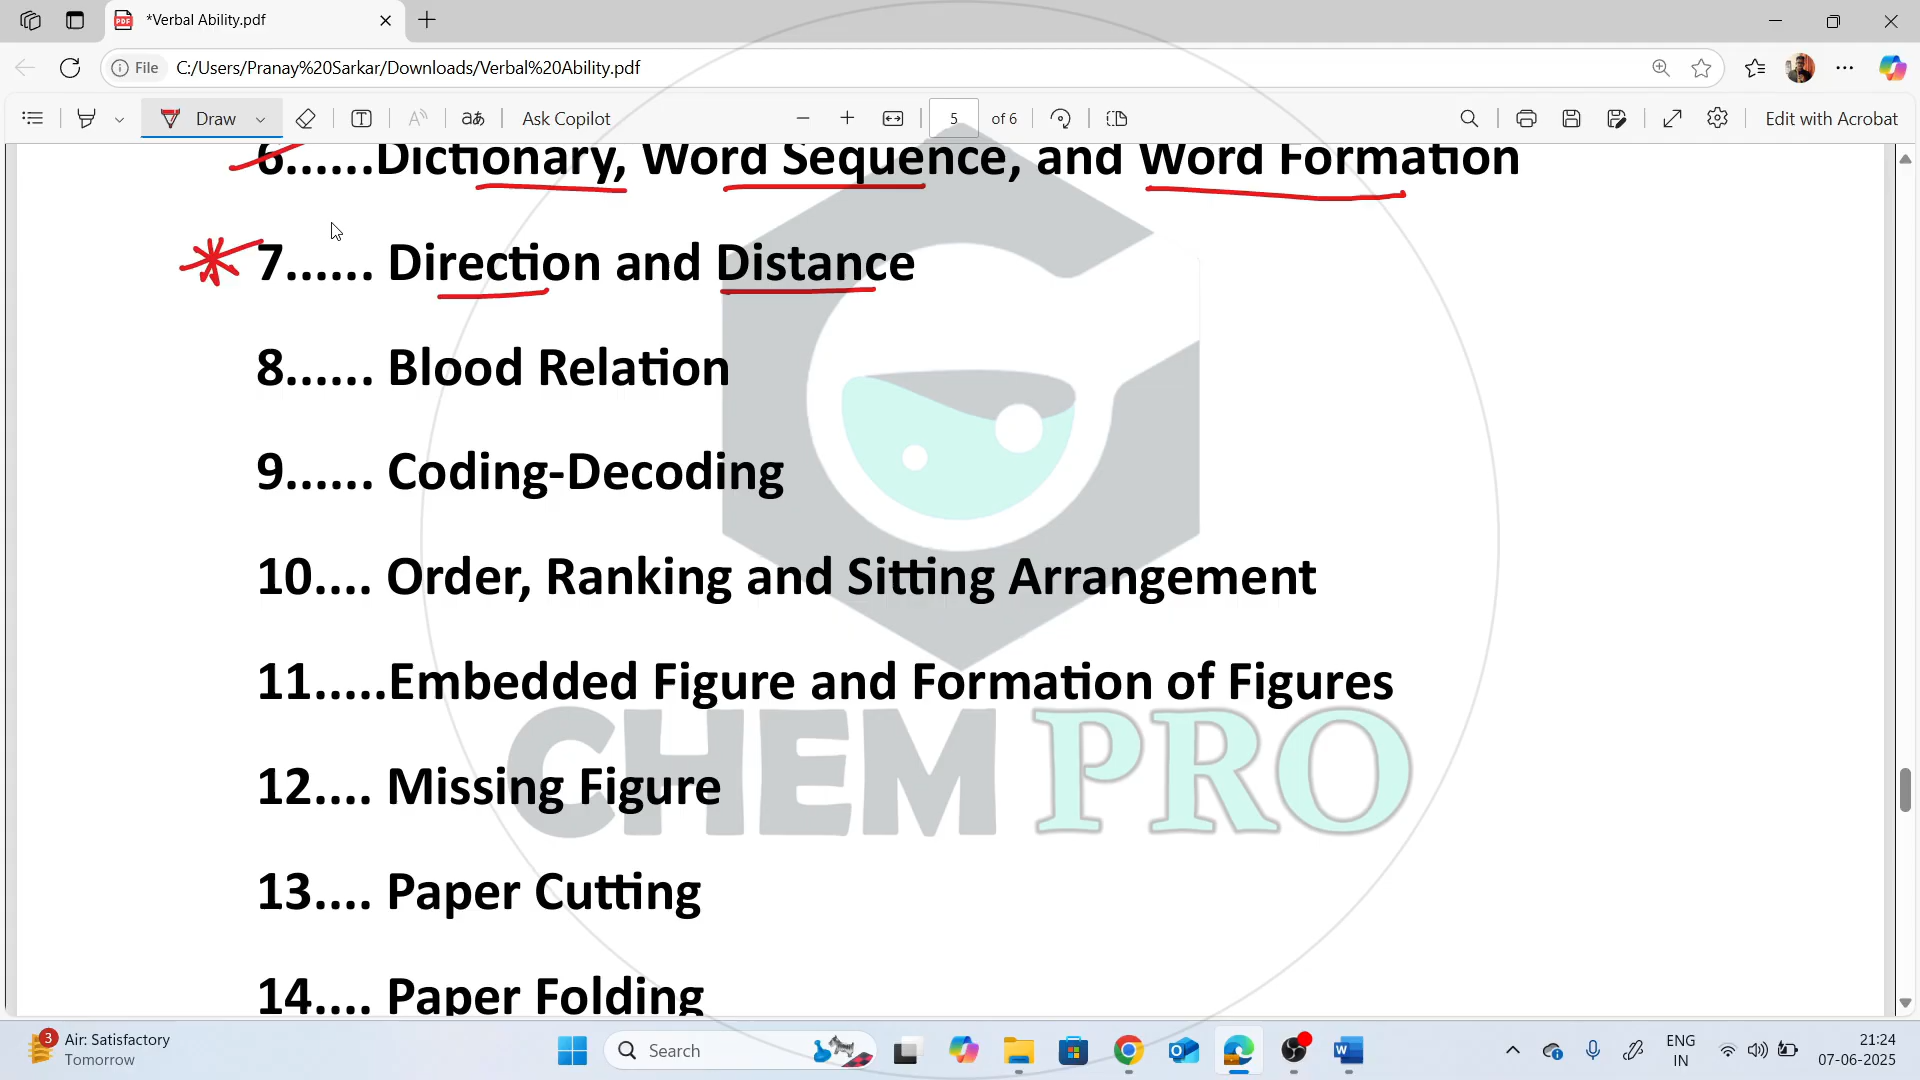 *Verbal Ability.pdf
File
C:/Users/Pranay%20Sarkar/Downloads/Verbal%20Ability.pdf
Draw
Ask Copilot
5
of 6
Edit with Acrobat
6......Dictionary, Word Sequence, and Word Formation
7...... Direction and Distance
8...... Blood Relation
9...... Coding-Decoding
10.... Order, Ranking and Sitting Arrangement
11.....Embedded Figure and Formation of Figures
12.... Missing Figure
CHEM PRO
13.... Paper Cutting
14.... Paper Folding
3
Air: Satisfactory
Tomorrow
Search
ENG
IN
21:24
07-06-2025